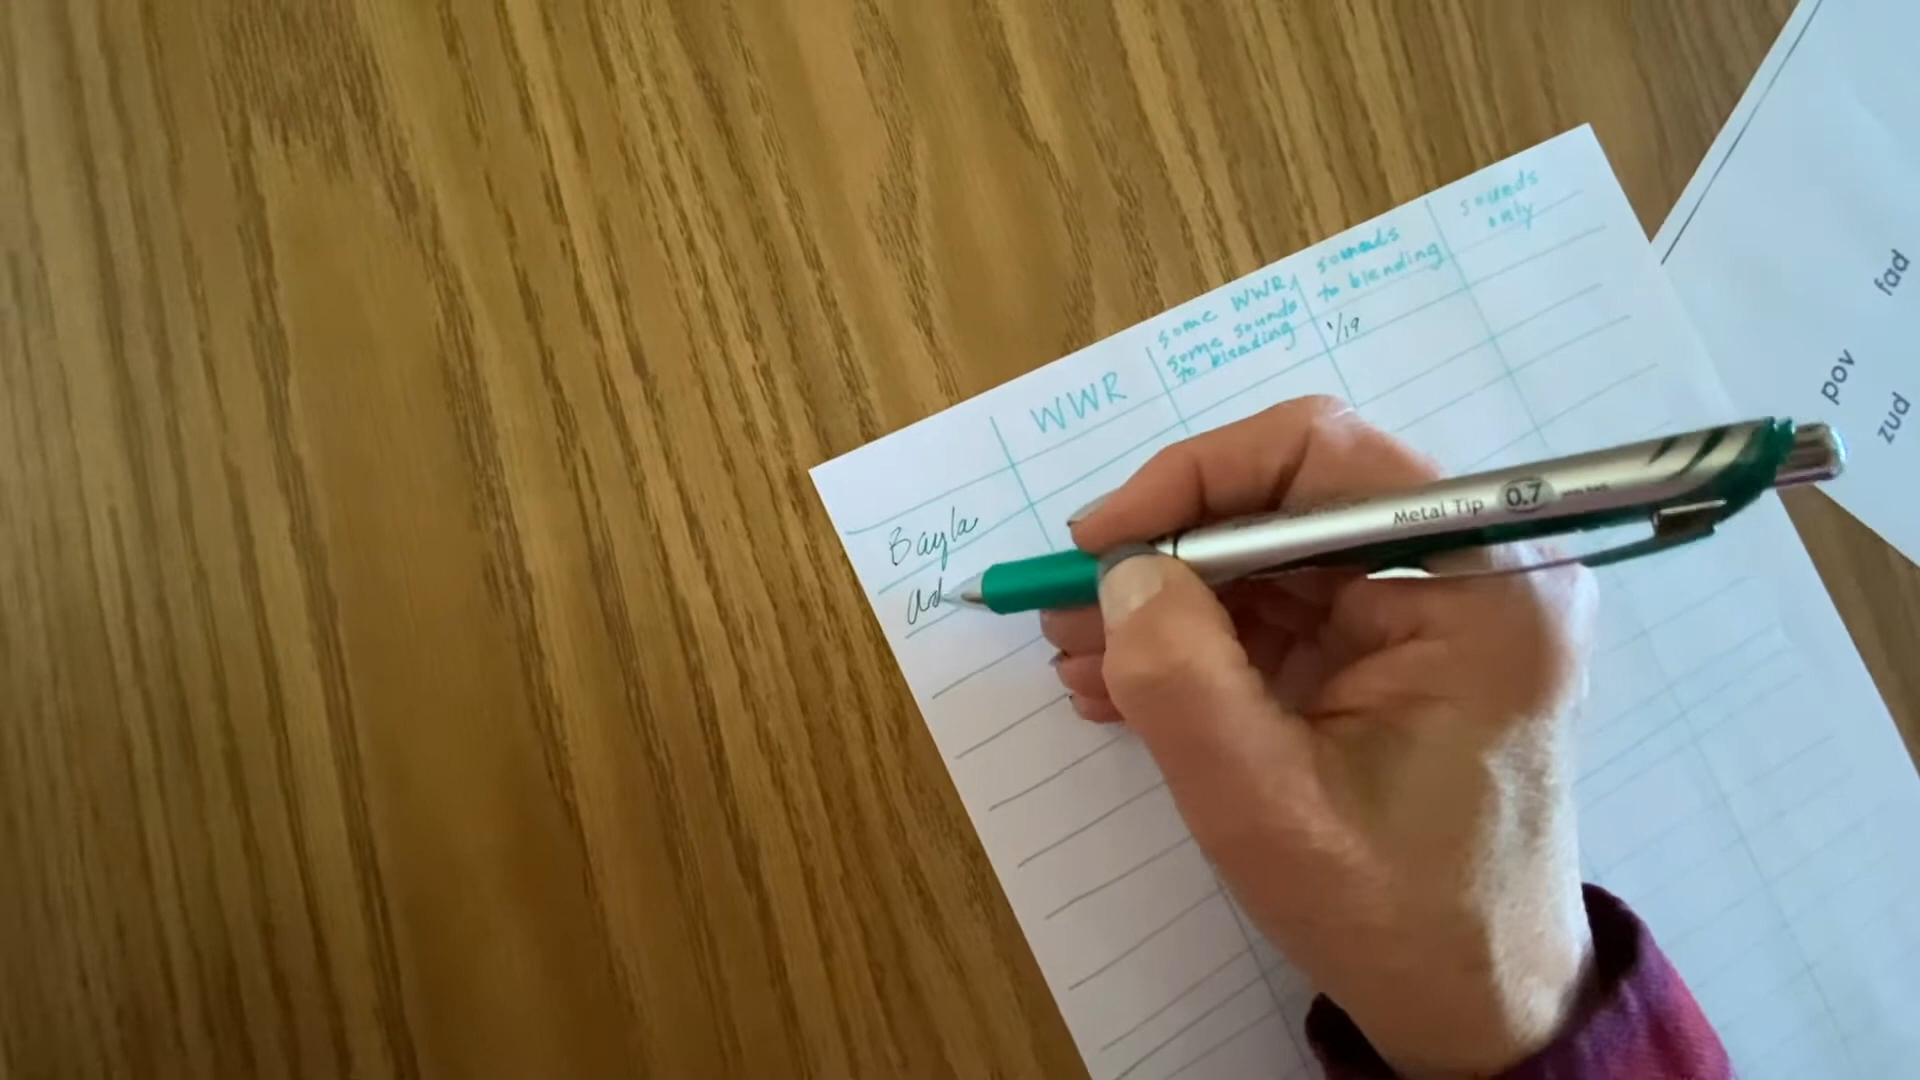 WWR
some WWR,
some sounds
to blending
sounds
to blending
sounds
only
Bayla
1/19
Ad
Metal Tip 0.7
fad
pov
zud